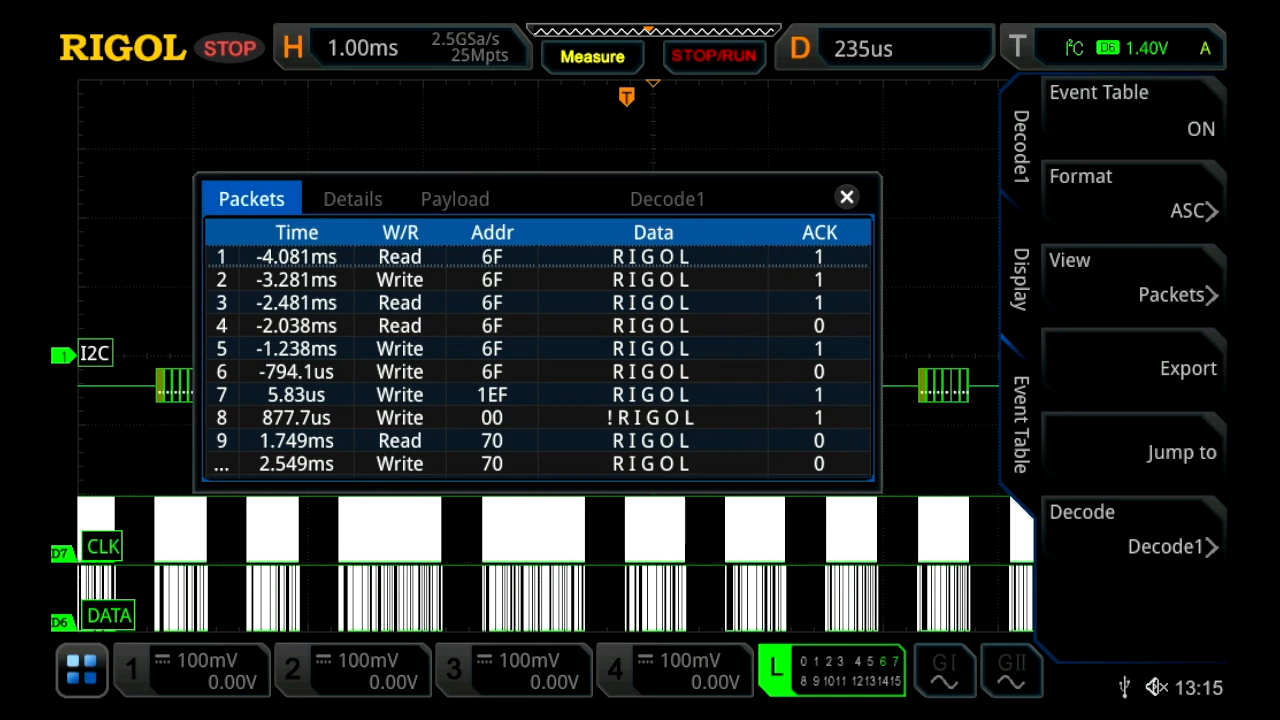 RIGOL STOP H 1.00ms 2.5GSa/s 25Mpts Measure STOP/RUN D 235us T I²C D6 1.40V A
T
Event Table
ON
Format
ASC
View
Packets
Export
Jump to
Decode
Decode1
Decode1
Display
Event Table
Packets Details Payload Decode1
Time W/R Addr Data ACK
1 -4.081ms Read 6F R I G O L 1
2 -3.281ms Write 6F R I G O L 1
3 -2.481ms Read 6F R I G O L 1
4 -2.038ms Read 6F R I G O L 0
5 -1.238ms Write 6F R I G O L 1
6 -794.1us Write 6F R I G O L 0
7 5.83us Write 1EF R I G O L 1
8 877.7us Write 00 ! R I G O L 1
9 1.749ms Read 70 R I G O L 0
... 2.549ms Write 70 R I G O L 0
1 I2C
D7 CLK
D6 DATA
1 100mV 0.00V
2 100mV 0.00V
3 100mV 0.00V
4 100mV 0.00V
L 0 1 2 3 4 5 6 7
8 9 10 11 12 13 14 15
GI GII
13:15